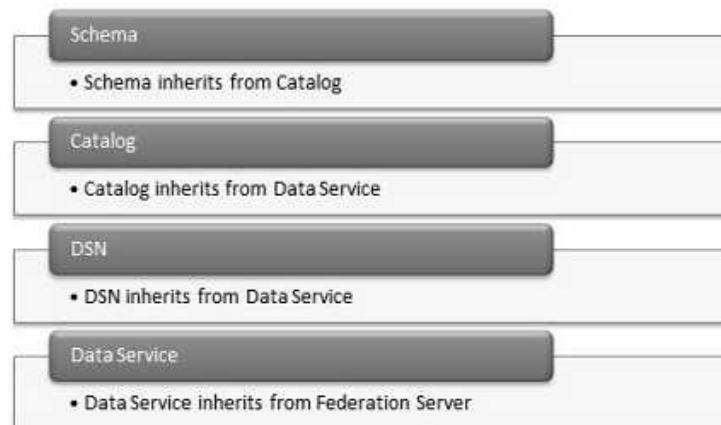 Schema
• Schema inherits from Catalog
Catalog
• Catalog inherits from Data Service
DSN
• DSN inherits from Data Service
Data Service
• Data Service inherits from Federation Server